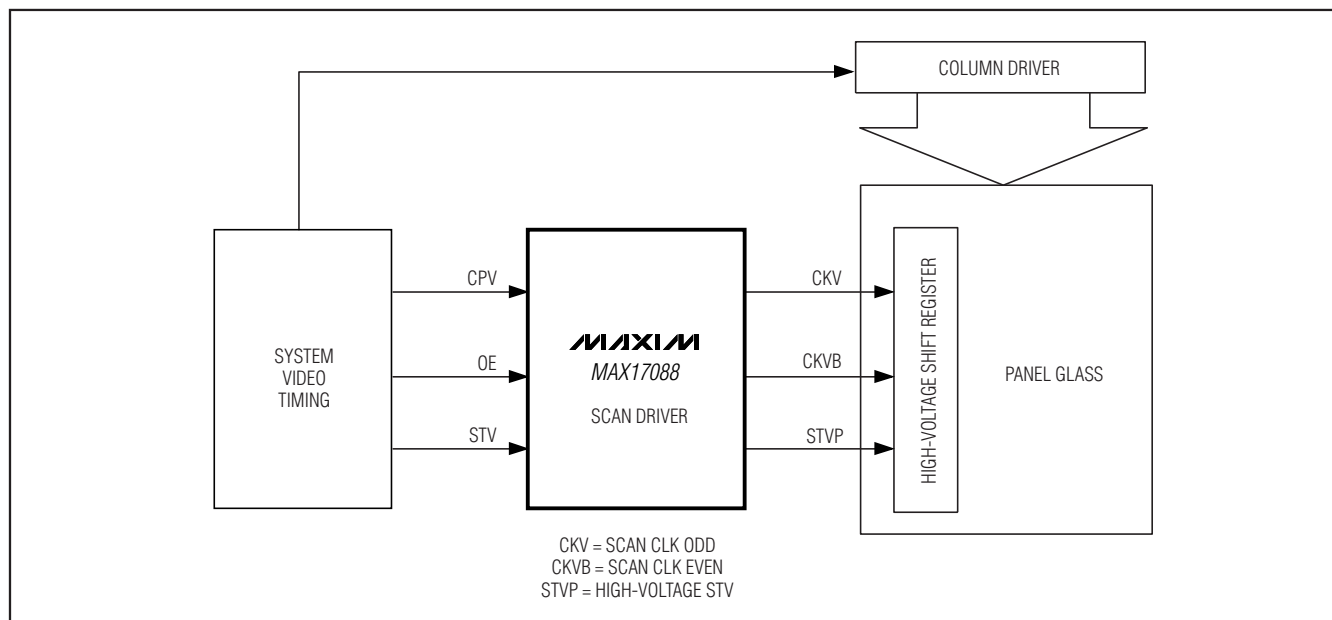 COLUMN DRIVER
SYSTEM
VIDEO
TIMING
CPV
OE
STV
MAXIM
MAX17088
SCAN DRIVER
CKV
CKVB
STVP
HIGH-VOLTAGE SHIFT REGISTER
PANEL GLASS
CKV = SCAN CLK ODD
CKVB = SCAN CLK EVEN
STVP = HIGH-VOLTAGE STV